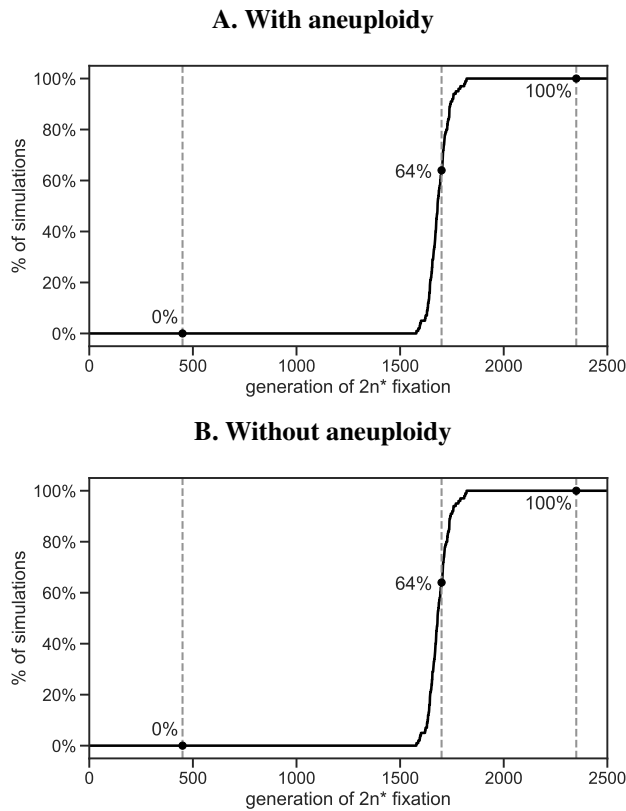 A. With aneuploidy
100%
80%
60%
40%
20%
0%
% of simulations
0%
64%
100%
0 500 1000 1500 2000 2500
generation of 2n* fixation
B. Without aneuploidy
100%
80%
60%
40%
20%
0%
% of simulations
0%
64%
100%
0 500 1000 1500 2000 2500
generation of 2n* fixation